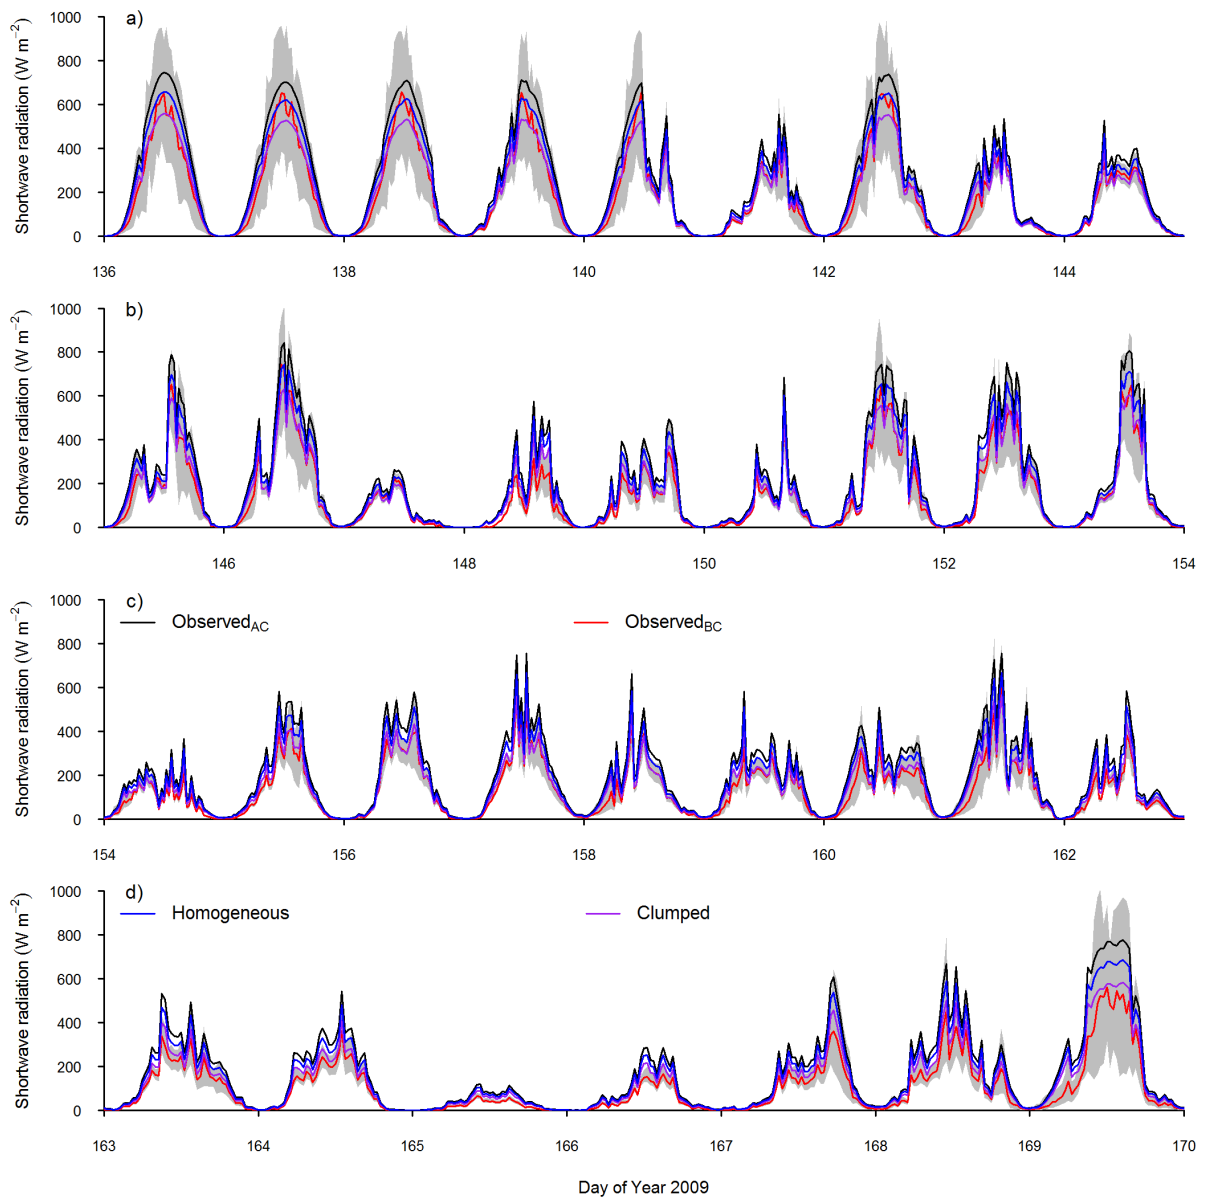 a)
Shortwave radiation (W m−2)
1000
800
600
400
200
0
136 138 140 142 144
b)
Shortwave radiation (W m−2)
1000
800
600
400
200
0
146 148 150 152 154
c)
Shortwave radiation (W m−2)
1000
800
600
400
200
0
ObservedAC ObservedBC
154 156 158 160 162
d)
Shortwave radiation (W m−2)
1000
800
600
400
200
0
Homogeneous Clumped
163 164 165 166 167 168 169 170
Day of Year 2009